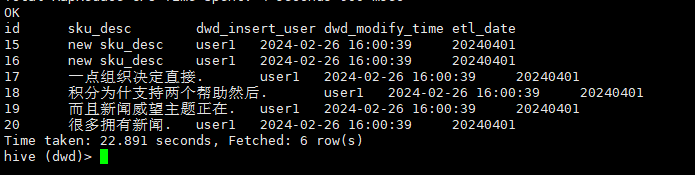 OK
id sku_desc dwd_insert_user dwd_modify_time etl_date
15 new sku_desc user1 2024-02-26 16:00:39 20240401
16 new sku_desc user1 2024-02-26 16:00:39 20240401
17 一点组织决定直接. user1 2024-02-26 16:00:39 20240401
18 积分为什支持两个帮助然后. user1 2024-02-26 16:00:39 20240401
19 而且新闻威望主题正在. user1 2024-02-26 16:00:39 20240401
20 很多拥有新闻. user1 2024-02-26 16:00:39 20240401
Time taken: 22.891 seconds, Fetched: 6 row(s)
hive (dwd)>